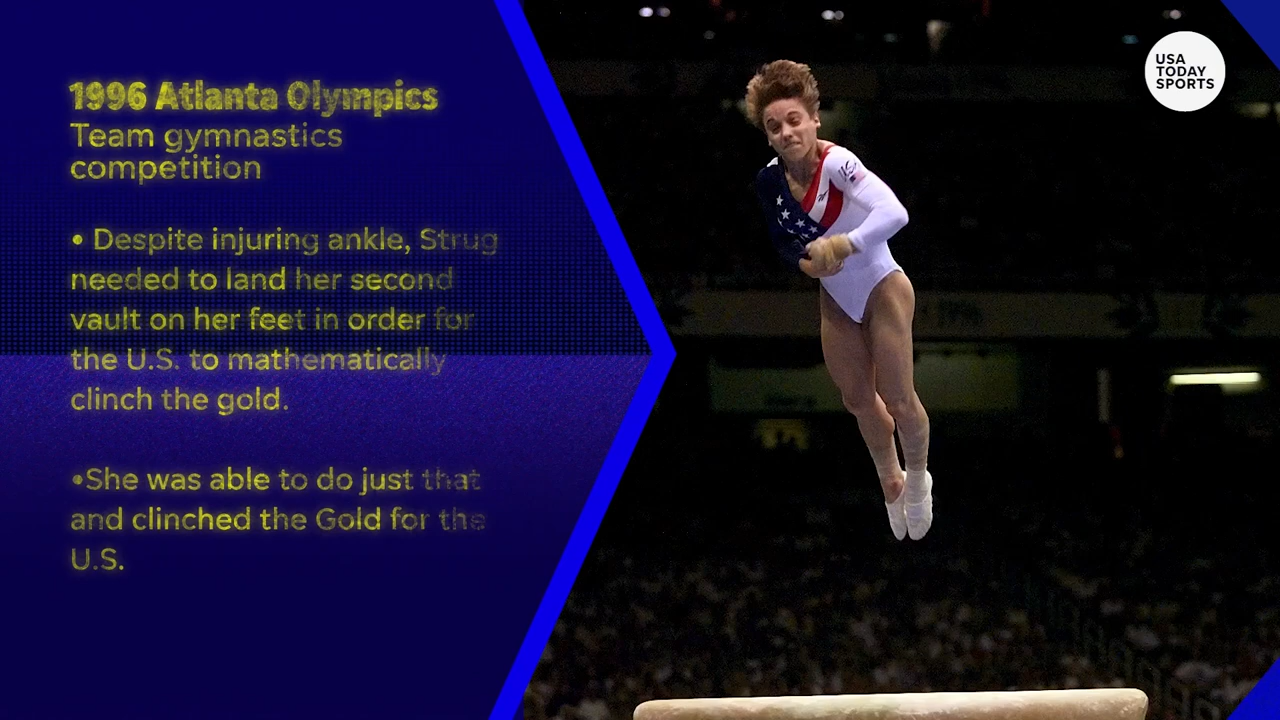 1996 Atlanta Olympics
Team gymnastics
competition
• Despite injuring ankle, Strug
needed to land her second
vault on her feet in order for
the U.S. to mathematically
clinch the gold.
•She was able to do just that
and clinched the Gold for the
U.S.
USA
TODAY
SPORTS
USA